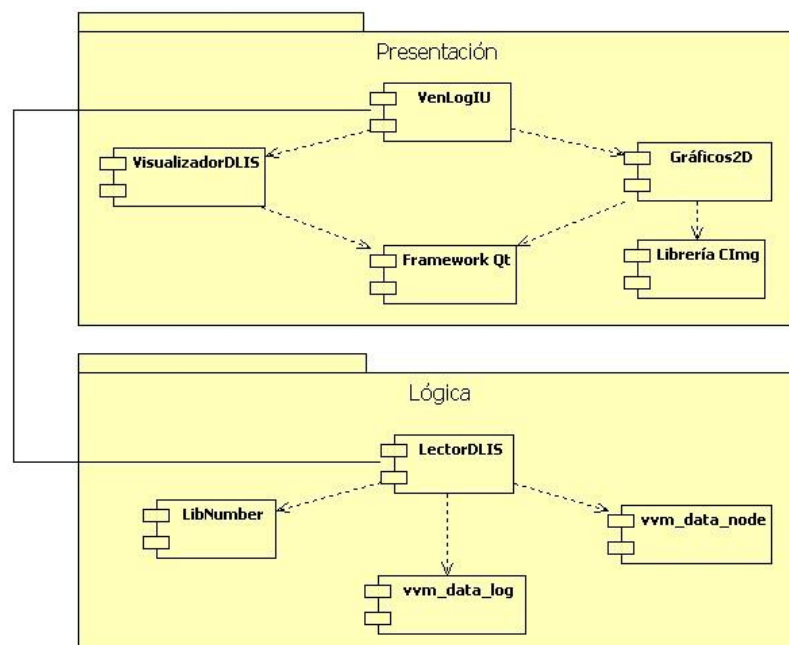 Presentación
VenLogIU
VisualizadorDLIS
Gráficos2D
Framework Qt
Librería CImg
Lógica
LectorDLIS
LibNumber
vvm_data_node
vvm_data_log